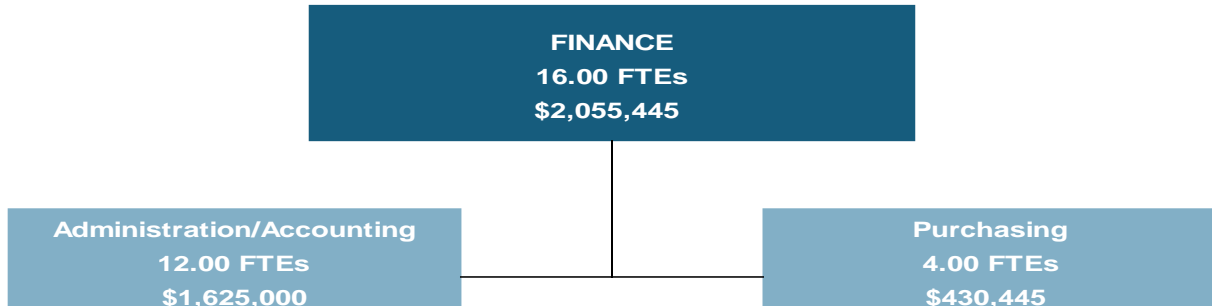 FINANCE
16.00 FTEs
$2,055,445
Administration/Accounting
12.00 FTEs
$1,625,000
Purchasing
4.00 FTEs
$430,445